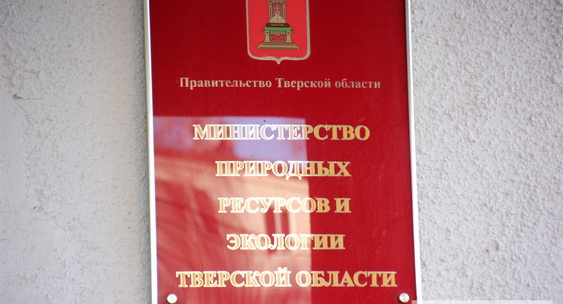 Правительство Тверской области
МИНИСТЕРСТВО
ПРИРОДНЫХ
РЕСУРСОВ И
ЭКОЛОГИИ
ТВЕРСКОЙ ОБЛАСТИ